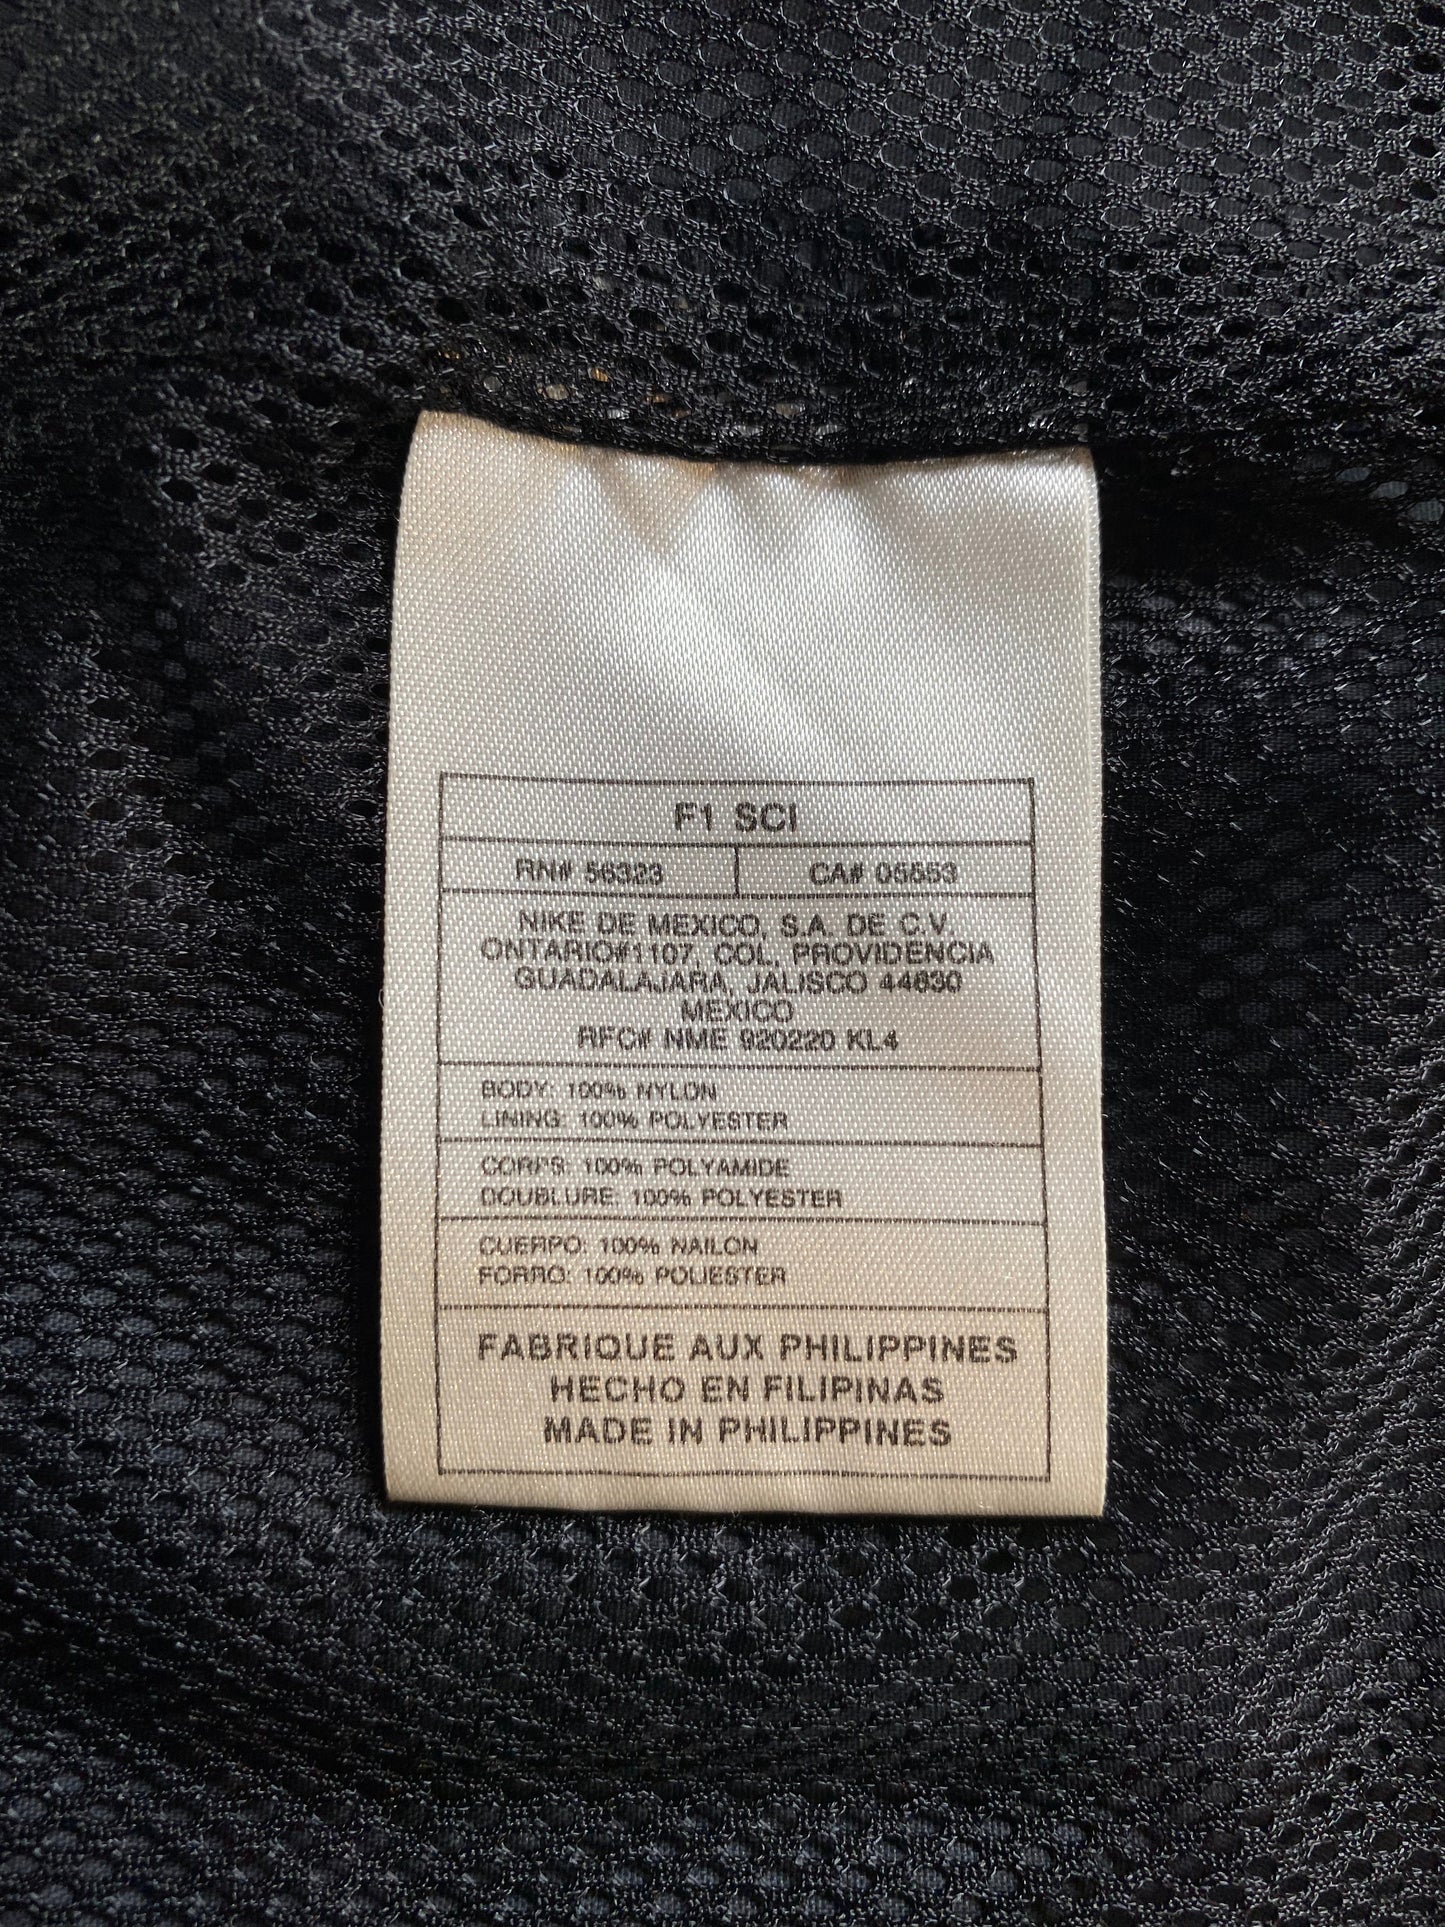 F1 SCI
RN# 56323 CA# 05553
NIKE DE MEXICO, S.A. DE C.V.
ONTARIO#1107, COL, PROVIDENCIA
GUADALAJARA, JALISCO 44630
MEXICO
RFC# NME 920220 KL4
BODY: 100% NYLON
LINING: 100% POLYESTER
CORPS: 100% POLYAMIDE
DOUBLURE: 100% POLYESTER
CUERPO: 100% NAILON
FORRO: 100% POLIESTER
FABRIQUE AUX PHILIPPINES
HECHO EN FILIPINAS
MADE IN PHILIPPINES